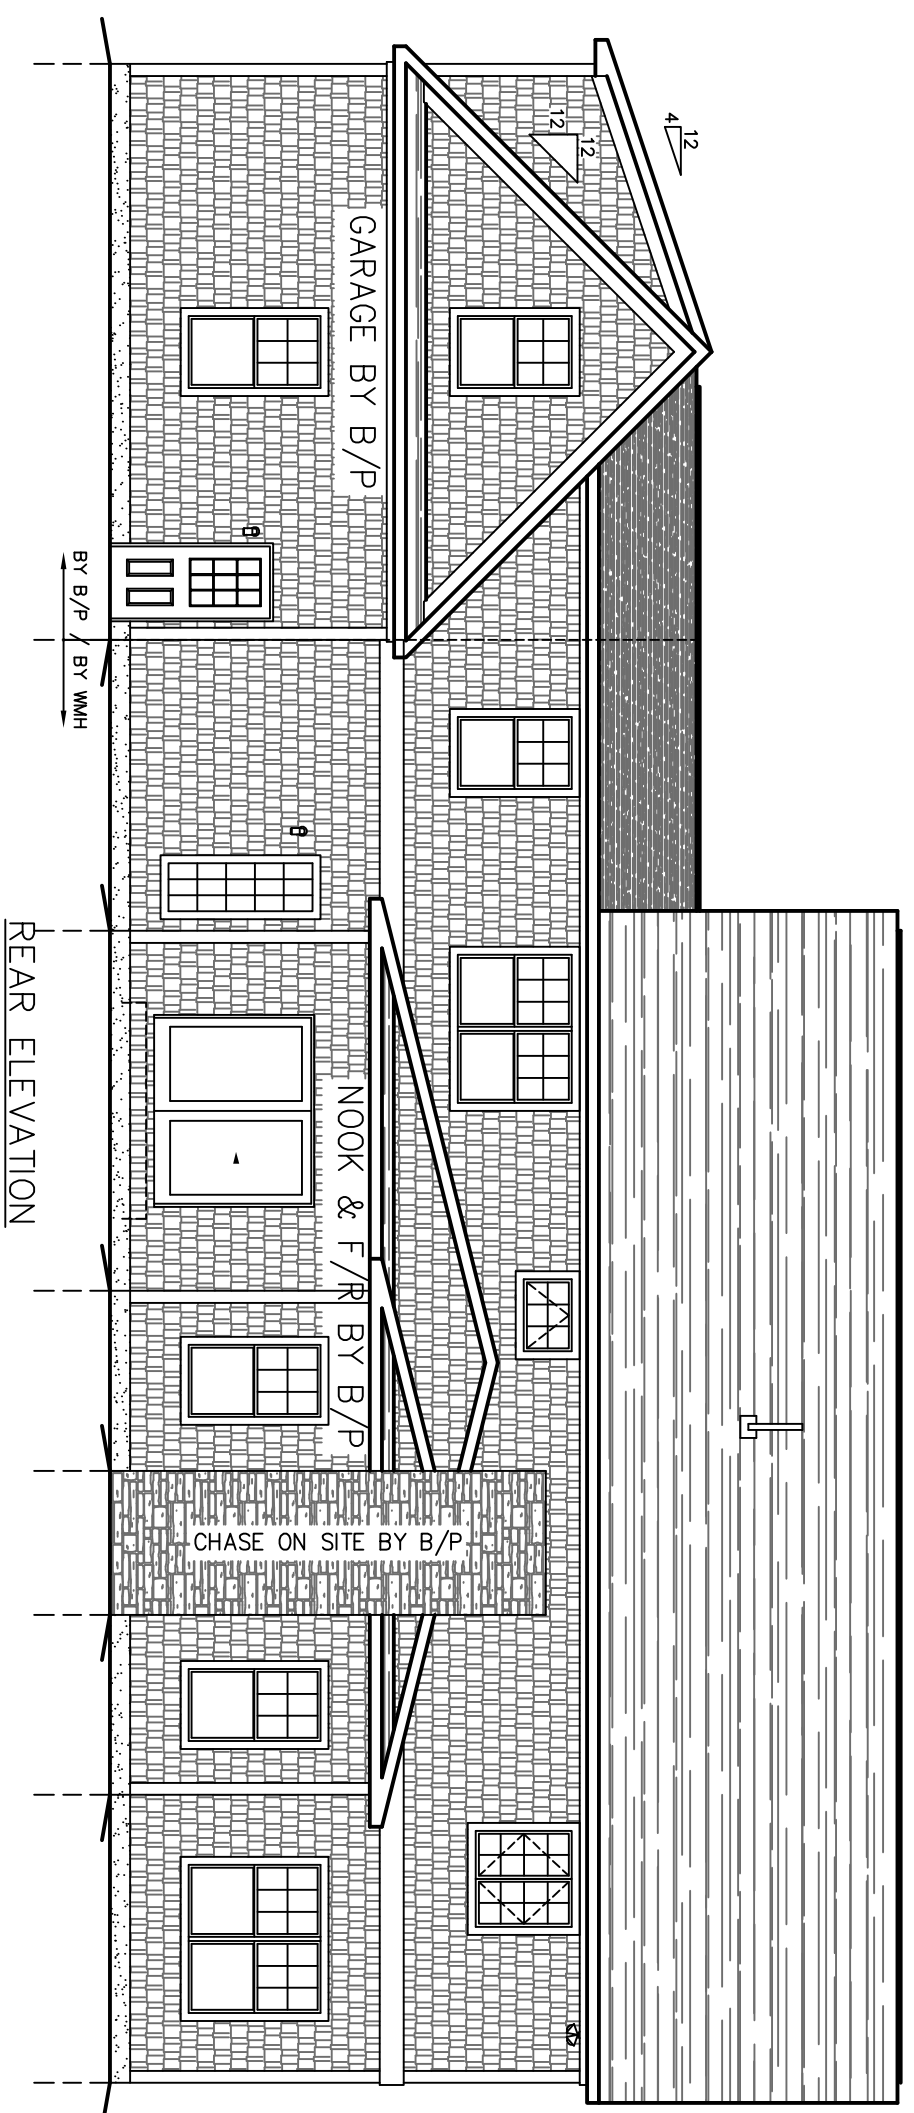 12
4
12
12
GARAGE BY B/P
BY B/P / BY WMH
NOOK & F/R BY B/P
CHASE ON SITE BY B/P
REAR ELEVATION